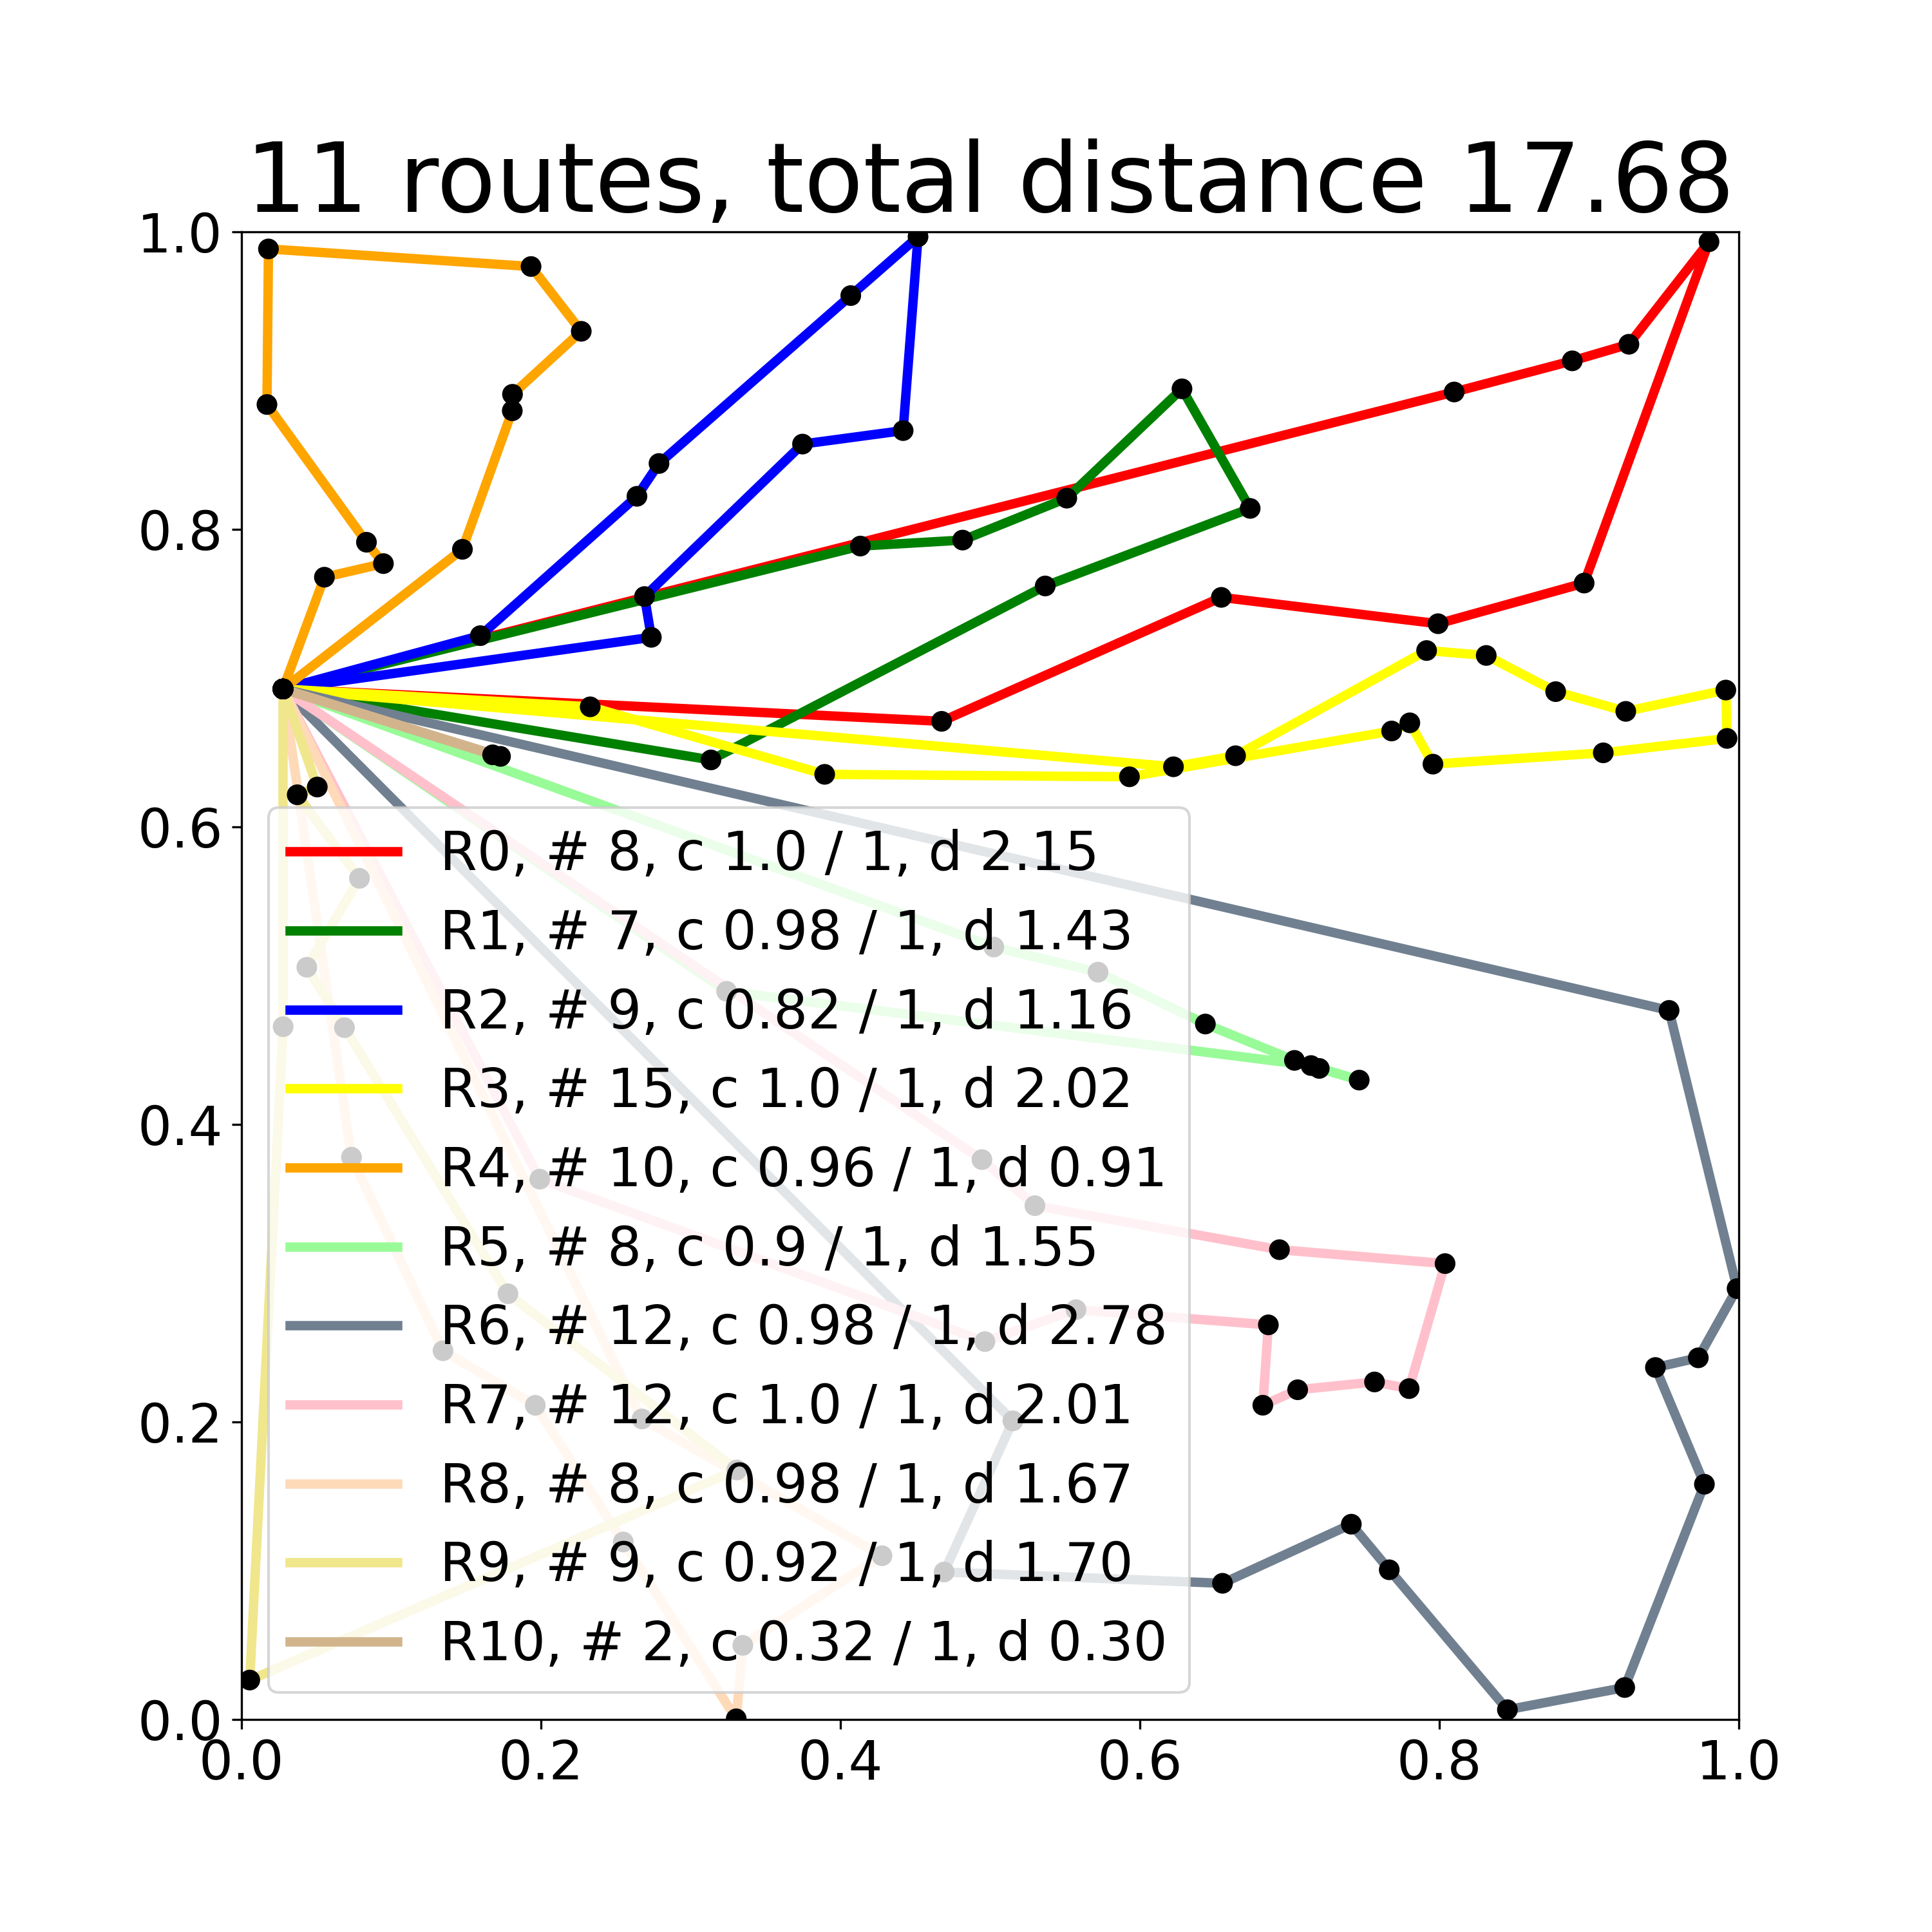 11 routes, total distance 17.68
1.0
0.8
0.6
0.4
0.2
0.0
R0, # 8, c 1.0 / 1, d 2.15
R1, # 7, c 0.98 / 1, d 1.43
R2, # 9, c 0.82 / 1, d 1.16
R3, # 15, c 1.0 / 1, d 2.02
R4, # 10, c 0.96 / 1, d 0.91
R5, # 8, c 0.9 / 1, d 1.55
R6, # 12, c 0.98 / 1, d 2.78
R7, # 12, c 1.0 / 1, d 2.01
R8, # 8, c 0.98 / 1, d 1.67
R9, # 9, c 0.92 / 1, d 1.70
R10, # 2, c 0.32 / 1, d 0.30
0.0 0.2 0.4 0.6 0.8 1.0